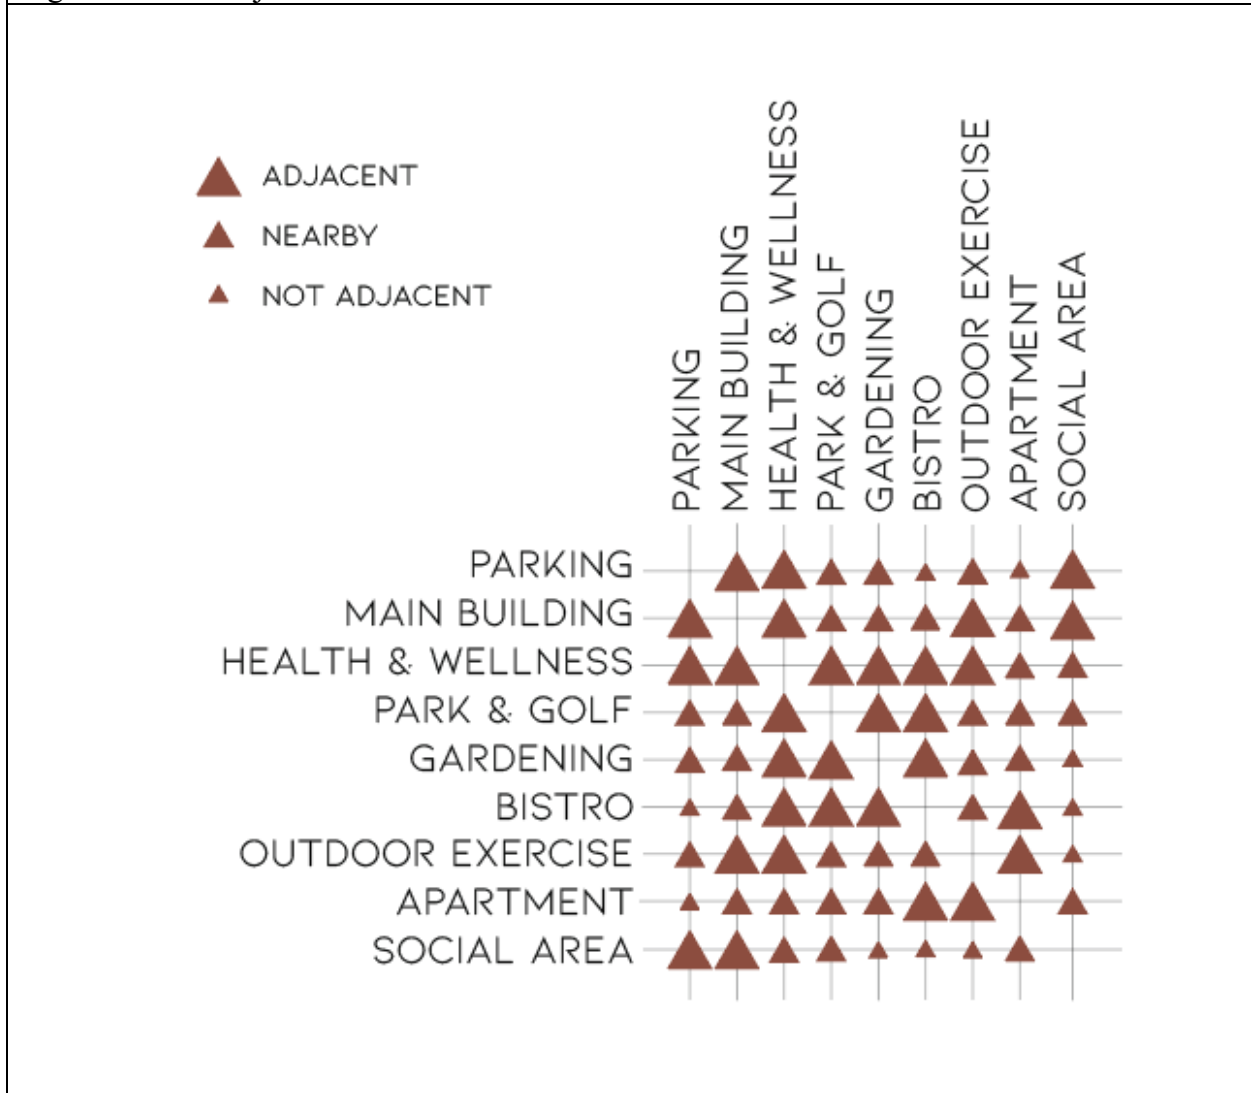 ADJACENT
NEARBY
NOT ADJACENT
PARKING
MAIN BUILDING
HEALTH & WELLNESS
PARK & GOLF
GARDENING
BISTRO
OUTDOOR EXERCISE
APARTMENT
SOCIAL AREA
PARKING
MAIN BUILDING
HEALTH & WELLNESS
PARK & GOLF
GARDENING
BISTRO
OUTDOOR EXERCISE
APARTMENT
SOCIAL AREA